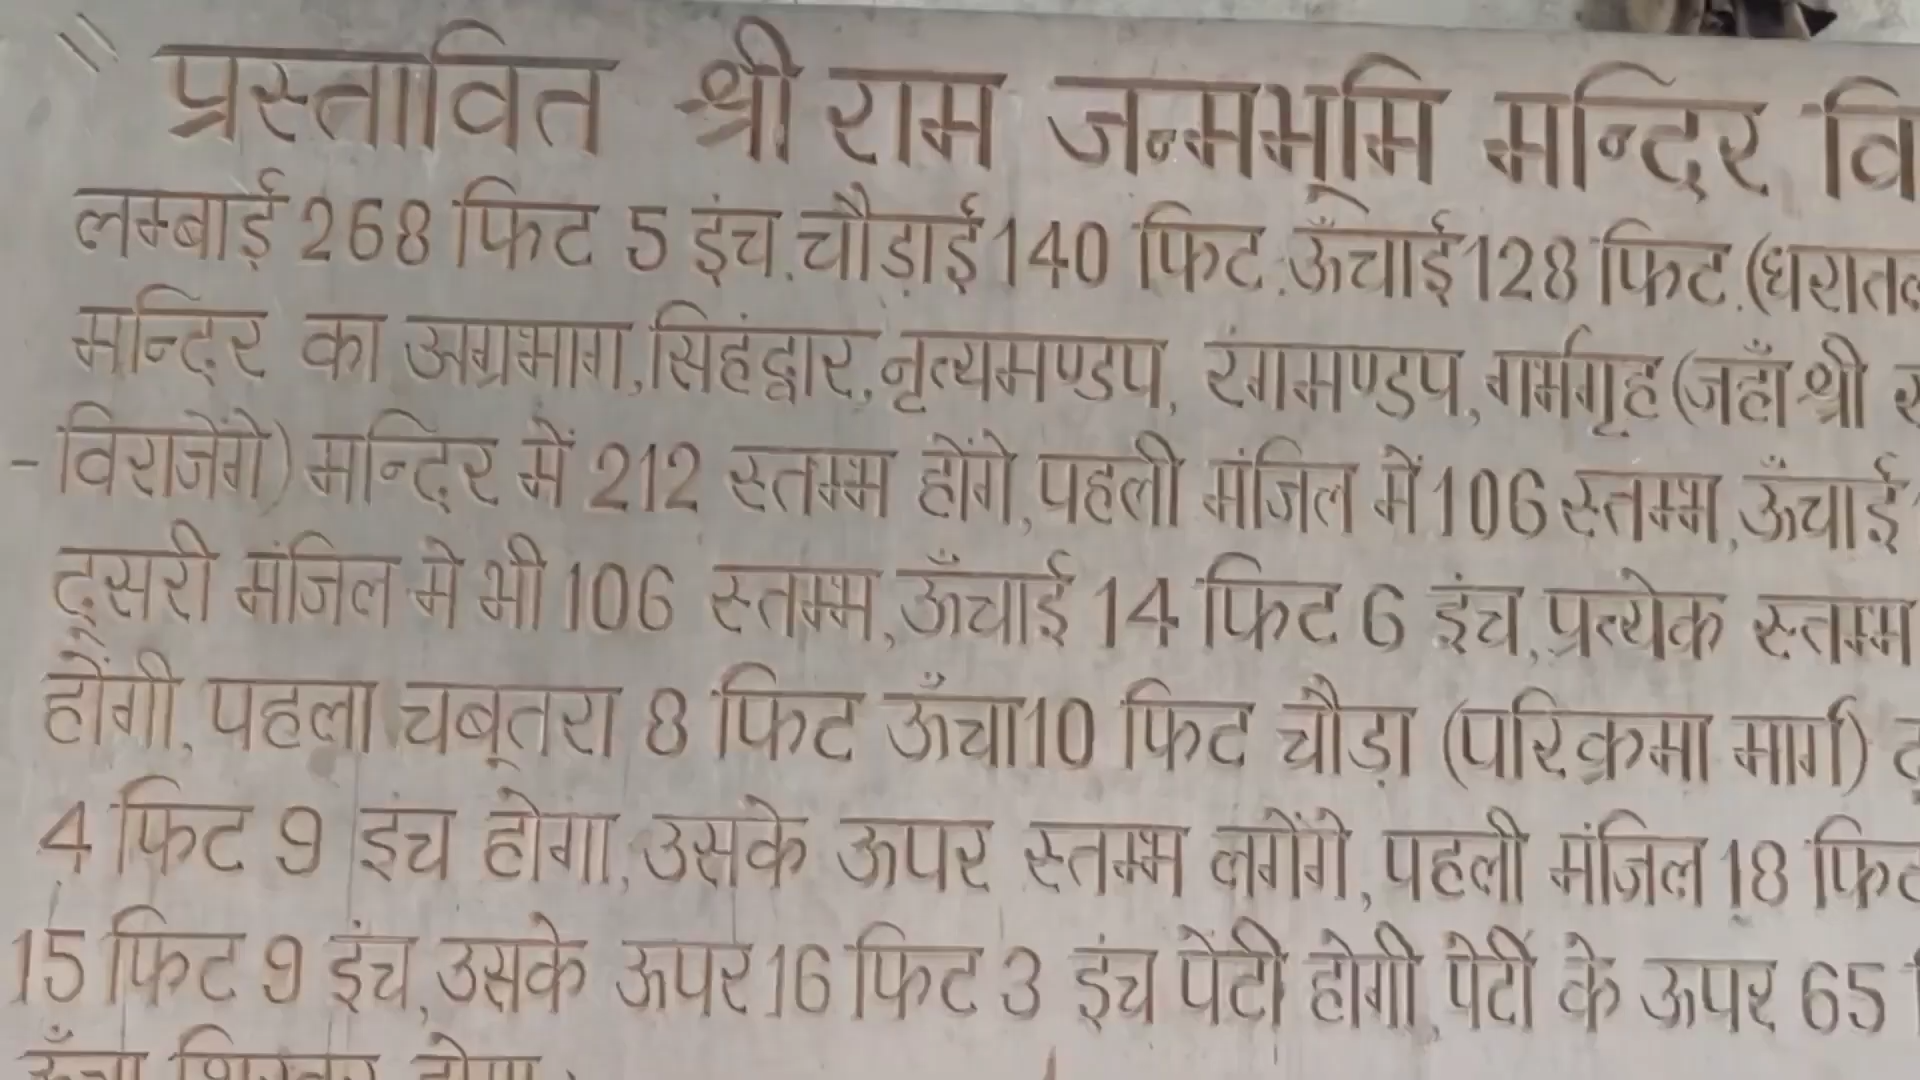 " प्रस्तावित श्री राम जन्मभूमि मन्दिर
लम्बाई 268 फिट 5 इंच, चौड़ाई 140 फिट, ऊँचाई 128 फिट, (धरातल
मन्दिर का अग्रभाग, सिहंद्वार, नृत्यमण्डप, रंगमण्डप, गर्भगृह (जहाँ श्री
- विराजेंगे) मन्दिर में 212 स्तम्भ होंगे, पहली मंजिल में 106 स्तम्भ, ऊँचाई
दूसरी मंजिल मे भी 106 स्तम्भ, ऊँचाई 14 फिट 6 इंच, प्रत्येक स्तम्भ
होंगी, पहला चबूतरा 8 फिट ऊँचा 10 फिट चौड़ा (परिक्रमा मार्ग)
4 फिट 9 इंच होगा, उसके ऊपर स्तम्भ लगेंगे, पहली मंजिल 18 फिट
15 फिट 9 इंच, उसके ऊपर 16 फिट 3 इंच पेटी होगी, पेटी के ऊपर 65
ऊँचा शिखर होगा